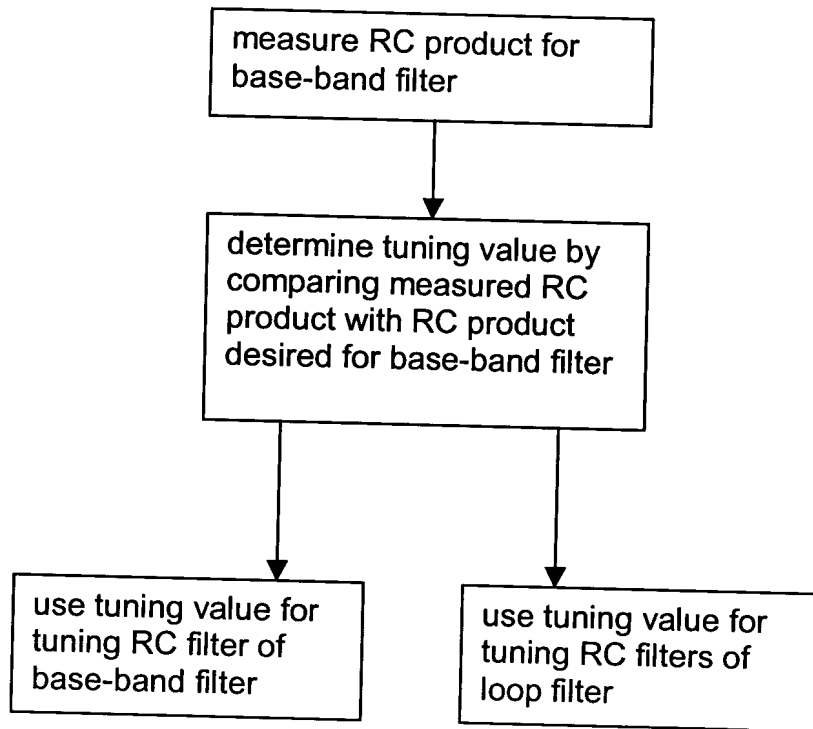 measure RC product for
base-band filter
determine tuning value by
comparing measured RC
product with RC product
desired for base-band filter
use tuning value for
tuning RC filter of
base-band filter
use tuning value for
tuning RC filters of
loop filter